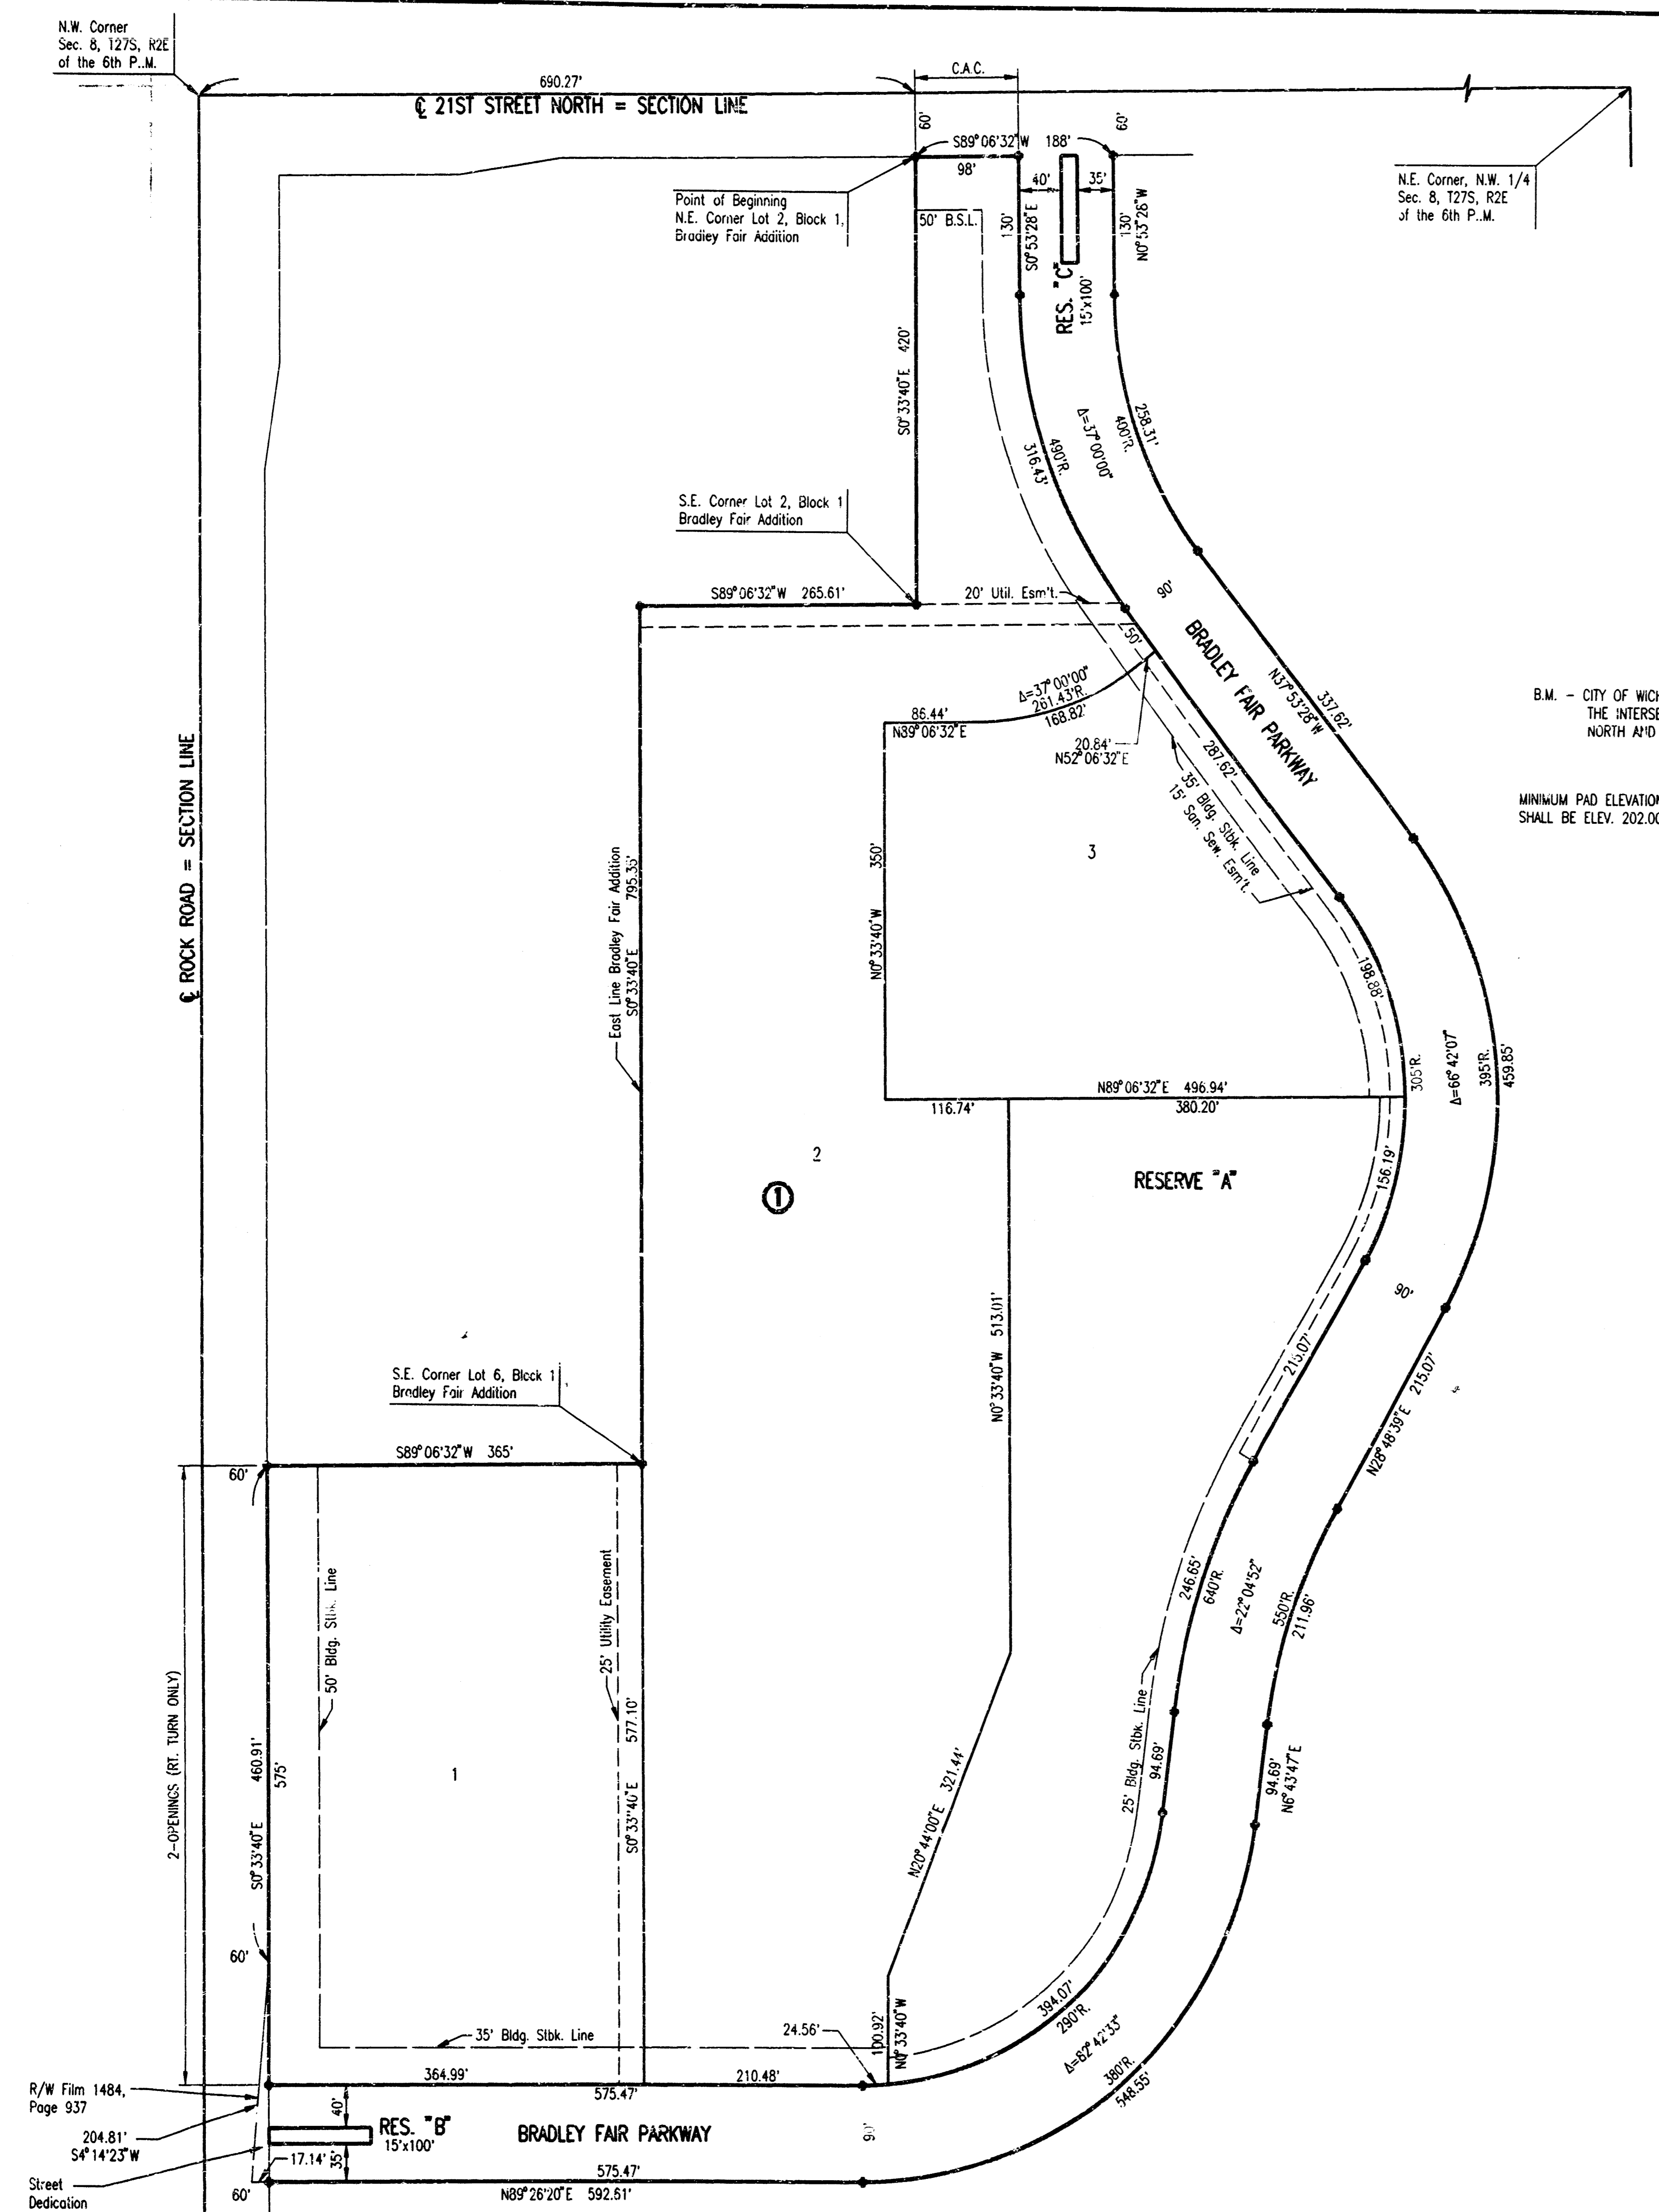 N.W. Corner
Sec. 8, T27S, R2E
of the 6th P..M.
690.27'
C.A.C.
℄ 21ST STREET NORTH = SECTION LINE
60'
60'
S89°06'32"W 188'
98'
N.E. Corner, N.W. 1/4
Sec. 8, T27S, R2E
of the 6th P..M.
Point of Beginning
N.E. Corner Lot 2, Block 1,
Bradley Fair Addition
50' B.S.L.
130'
S0°53'28"E
40'
35'
130'
N0°53'28"W
RES. "C"
15'x100'
S0°33'40"E 420'
Δ=37°00'00"
490'R.
316.43'
258.31'
400'R.
S.E. Corner Lot 2, Block 1
Bradley Fair Addition
S89°06'32"W 265.61'
20' Util. Esm't.
90'
50'
BRADLEY FAIR PARKWAY
N37°53'28"W
337.62'
287.62'
B.M. - CITY OF WICH
THE INTERSE
NORTH AND
Δ=37°00'00"
261.43'R.
168.82'
86.44'
N89°06'32"E
20.84'
N52°06'32"E
35' Bldg. Stbk. Line
15' San. Sew. Esm't.
MINIMUM PAD ELEVATION
SHALL BE ELEV. 202.00
℄ ROCK ROAD = SECTION LINE
East Line Bradley Fair Addition
S0°33'40"E 795.35'
N0°33'40"W 350'
3
198.88'
305'R.
Δ=66°42'07"
395'R.
459.85'
N89°06'32"E 496.94'
116.74'
380.20'
2
1
RESERVE "A"
156.19'
90'
N0°33'40"W 513.01'
215.07'
N28°48'39"E 215.07'
S.E. Corner Lot 6, Block 1
Bradley Fair Addition
S89°06'32"W 365'
60'
50' Bldg. Stbk. Line
25' Utility Easement
246.65'
640'R.
Δ=22°04'52"
550'R.
211.96'
2-OPENINGS (RT. TURN ONLY)
S0°33'40"E 460.91'
575'
1
S0°33'40"E 577.10'
25' Bldg. Stbk. Line
94.69'
94.69'
N6°43'47"E
N20°44'00"E 321.44'
60'
35' Bldg. Stbk. Line
24.56'
100.92'
N0°33'40"W
394.07'
290'R.
Δ=82°42'33"
380'R.
548.55'
364.99'
210.48'
575.47'
R/W Film 1484,
Page 937
204.81'
S4°14'23"W
Street
Dedication
40'
RES. "B"
15'x100'
35'
17.14'
BRADLEY FAIR PARKWAY
90'
575.47'
N89°26'20"E 592.61'
60'